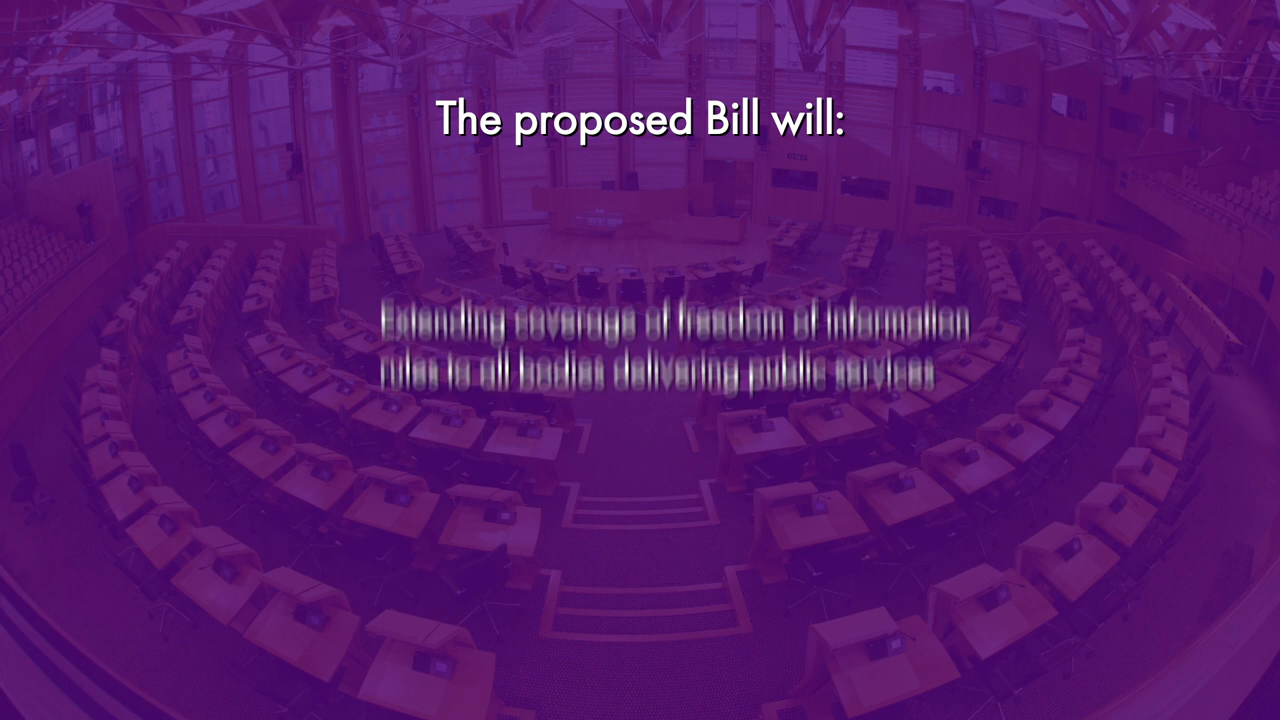 The proposed Bill will:
Extending coverage of freedom of information
rules to all bodies delivering public services